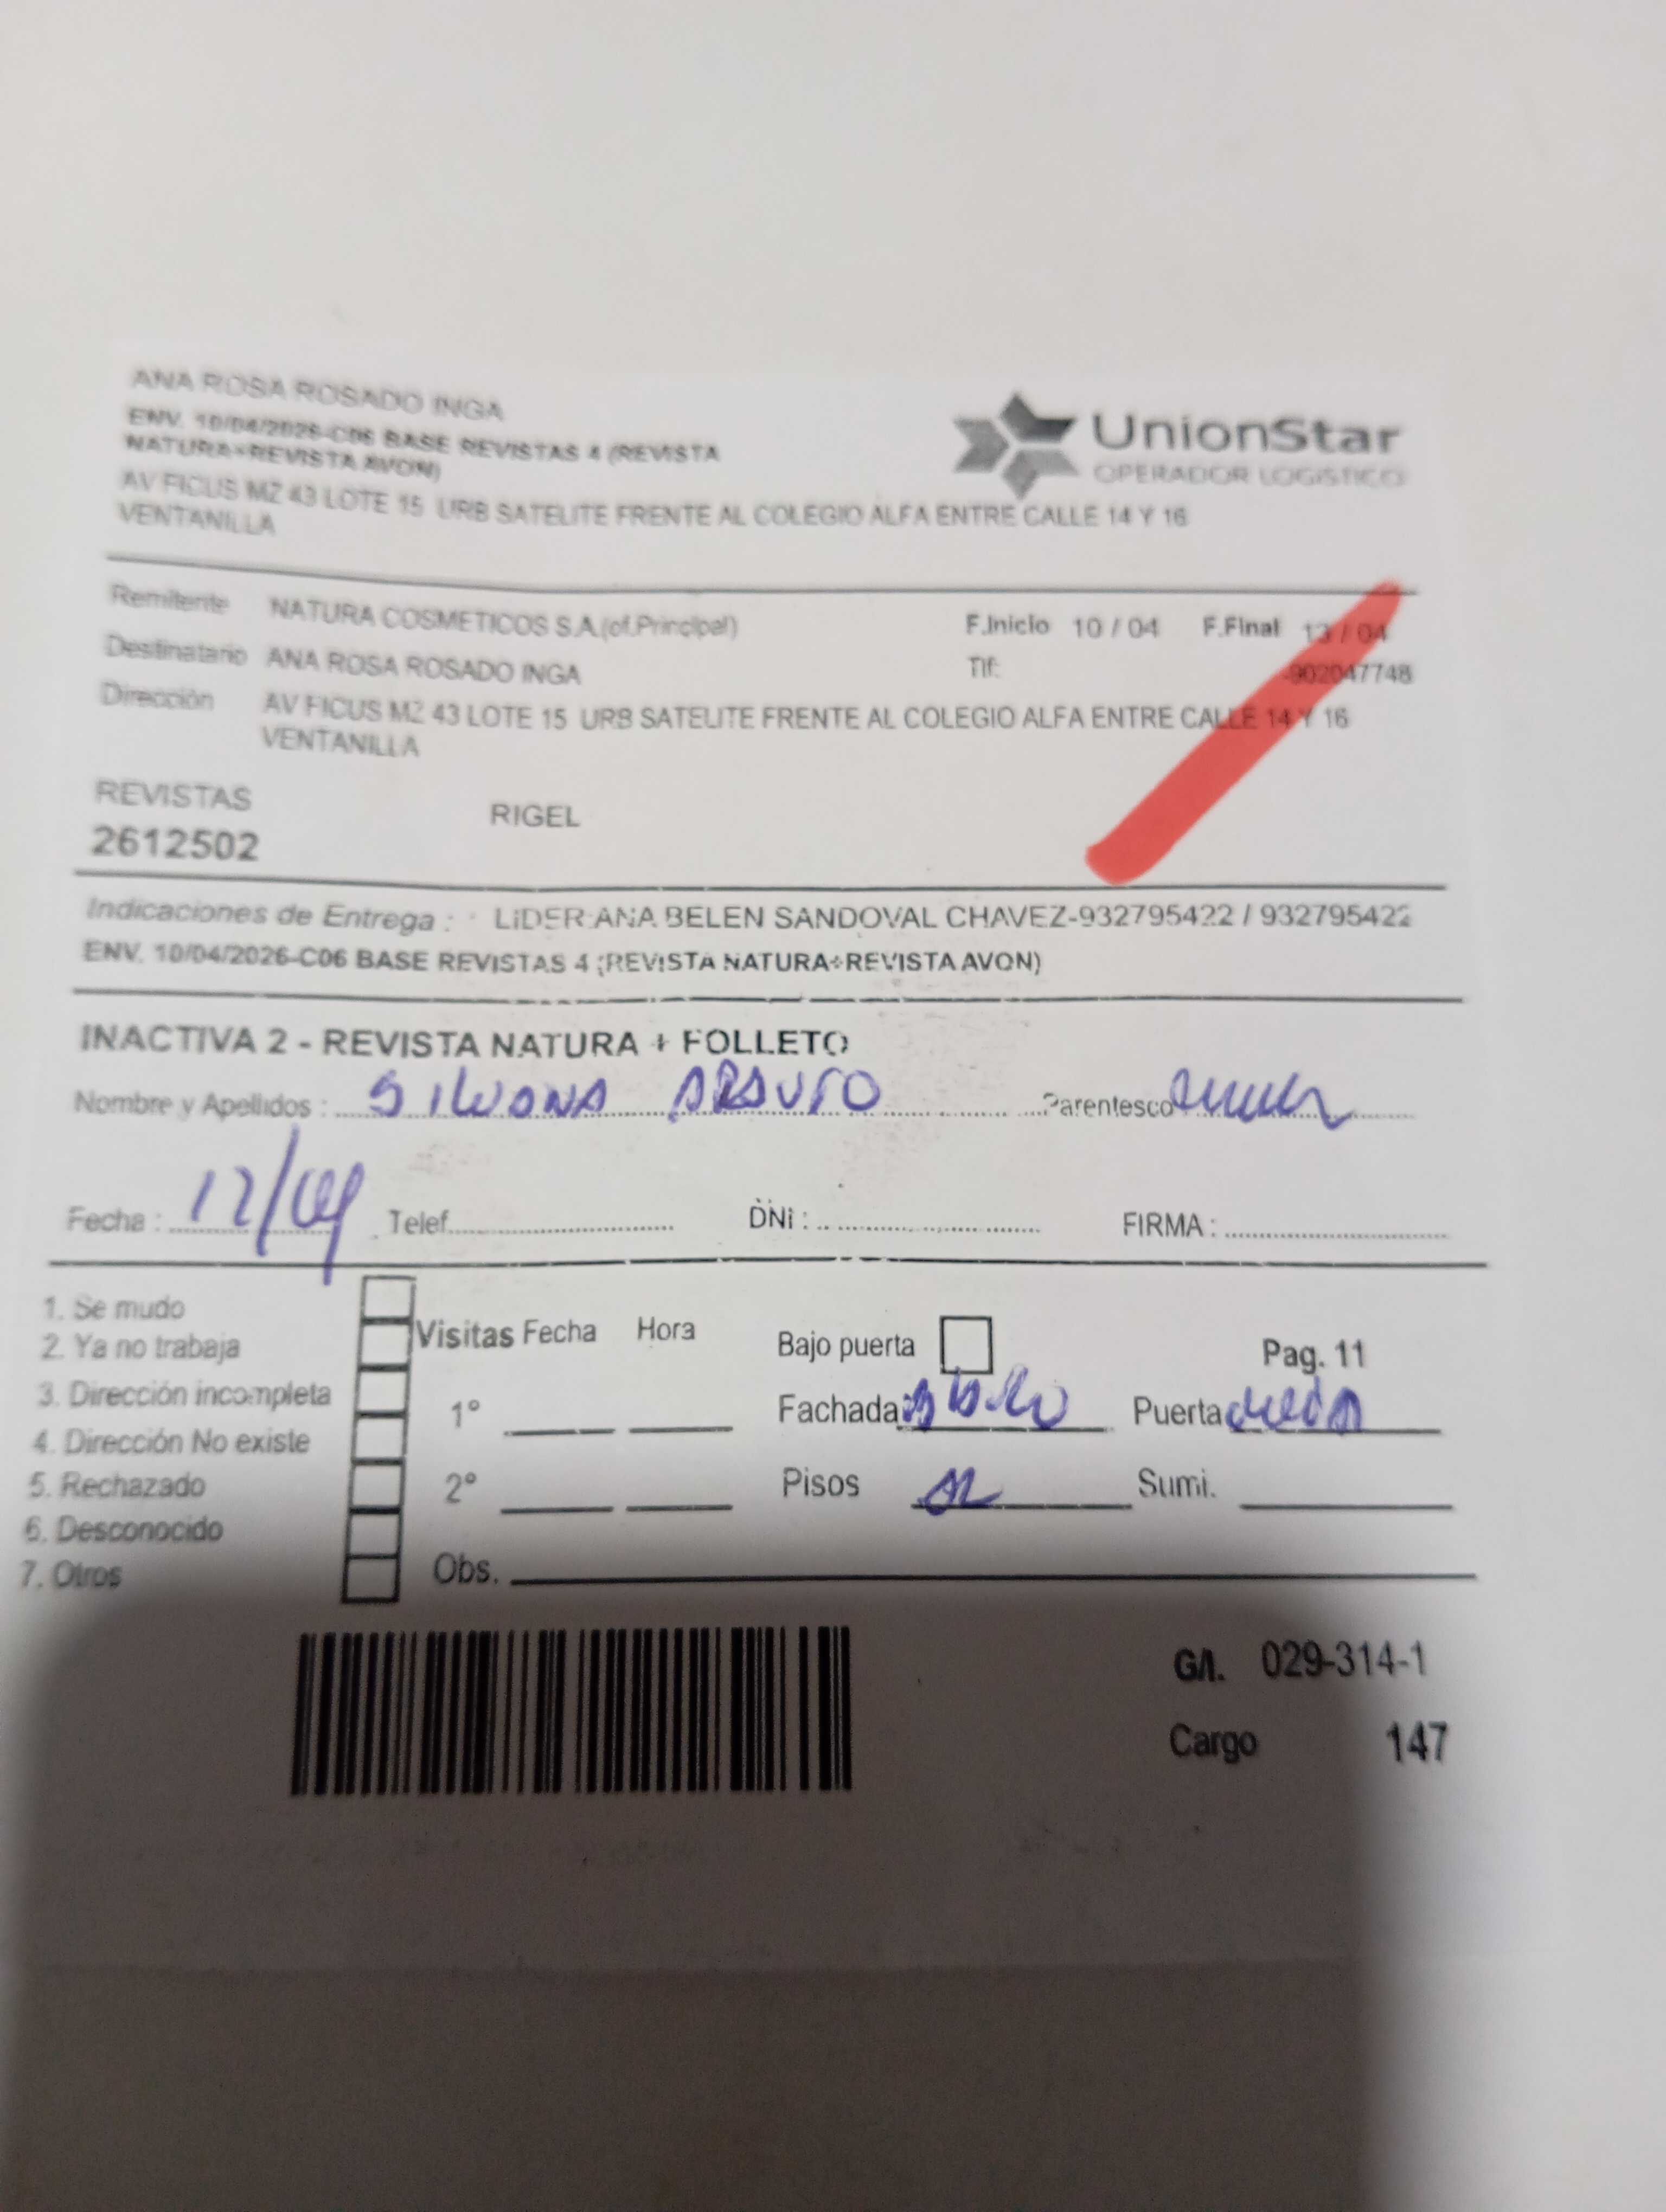 ANA ROSA ROSADO INGA
ENV. 10/04/2026-C06 BASE REVISTAS 4 (REVISTA
NATURA+REVISTA AVON)
AV FICUS MZ 43 LOTE 15 URB SATELITE FRENTE AL COLEGIO ALFA ENTRE CALLE 14 Y 16
VENTANILLA
UnionStar
OPERADOR LOGISTICO
Remitente NATURA COSMETICOS S.A.(of.Principal) F.Inicio 10 / 04 F.Final 13 / 04
Destinatario ANA ROSA ROSADO INGA Tlf: -902047748
Dirección AV FICUS MZ 43 LOTE 15 URB SATELITE FRENTE AL COLEGIO ALFA ENTRE CALLE 14 Y 16
VENTANILLA
REVISTAS RIGEL
2612502
Indicaciones de Entrega : LIDER:ANA BELEN SANDOVAL CHAVEZ-932795422 / 932795422
ENV. 10/04/2026-C06 BASE REVISTAS 4 (REVISTA NATURA+REVISTA AVON)
INACTIVA 2 - REVISTA NATURA + FOLLETO
Nombre y Apellidos : SILVANA Parentesco
Fecha : 12/04 Telef. DNI : FIRMA :
1. Se mudo
2. Ya no trabaja
3. Dirección incompleta
4. Dirección No existe
5. Rechazado
6. Desconocido
7. Otros
Visitas Fecha Hora
1°
2°
Obs.
Bajo puerta Pag. 11
Fachada Puerta
Pisos Sumi.
G/I. 029-314-1
Cargo 147